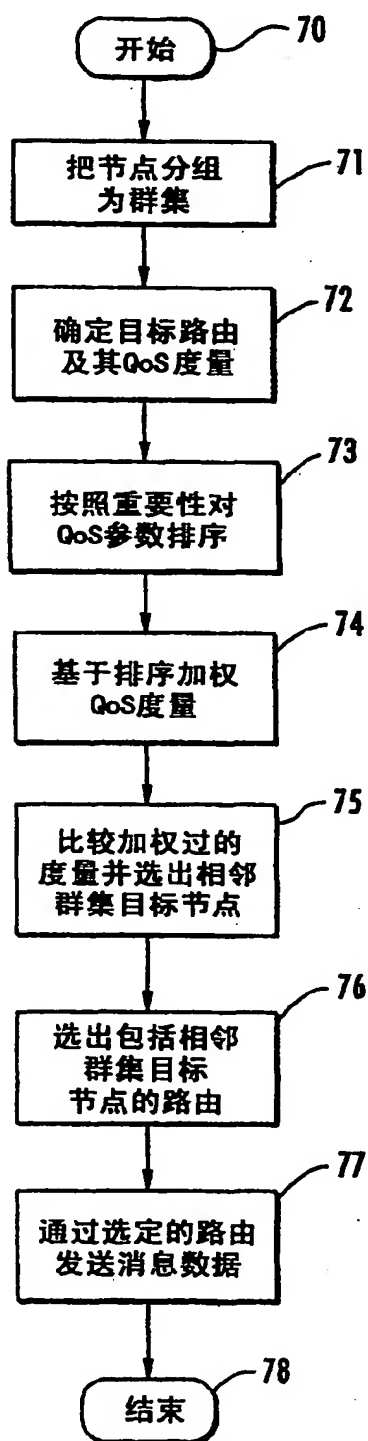 开始
70
把节点分组
为群集
71
确定目标路由
及其QoS度量
72
按照重要性对
QoS参数排序
73
基于排序加权
QoS度量
74
比较加权过的
度量并选出相邻
群集目标节点
75
选出包括相邻
群集目标
节点的路由
76
通过选定的路由
发送消息数据
77
结束
78